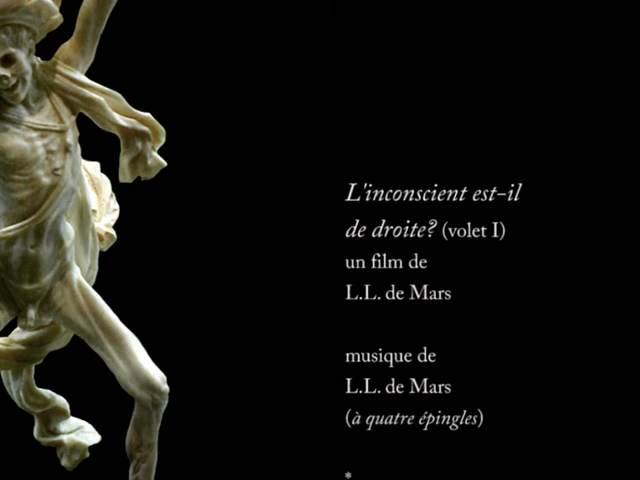 L'inconscient est-il
de droite? (volet I)
un film de
L.L. de Mars
musique de
L.L. de Mars
(à quatre épingles)
*